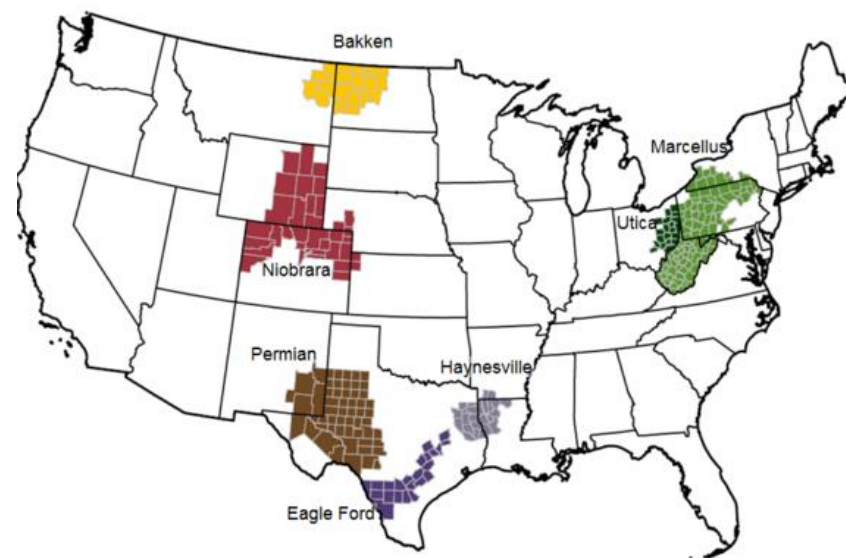 Bakken
Marcellus
Utica
Niobrara
Permian
Haynesville
Eagle Ford